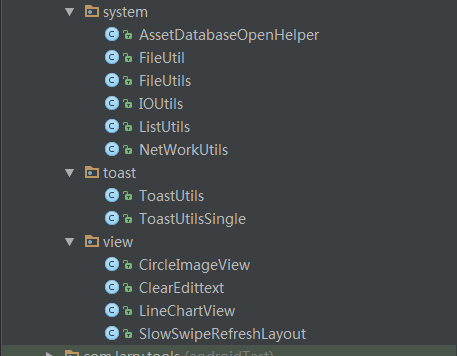 system
AssetDatabaseOpenHelper
FileUtil
FileUtils
IOUtils
ListUtils
NetWorkUtils
toast
ToastUtils
ToastUtilsSingle
view
CircleImageView
ClearEdittext
LineChartView
SlowSwipeRefreshLayout
com.larry.tools (androidTest)